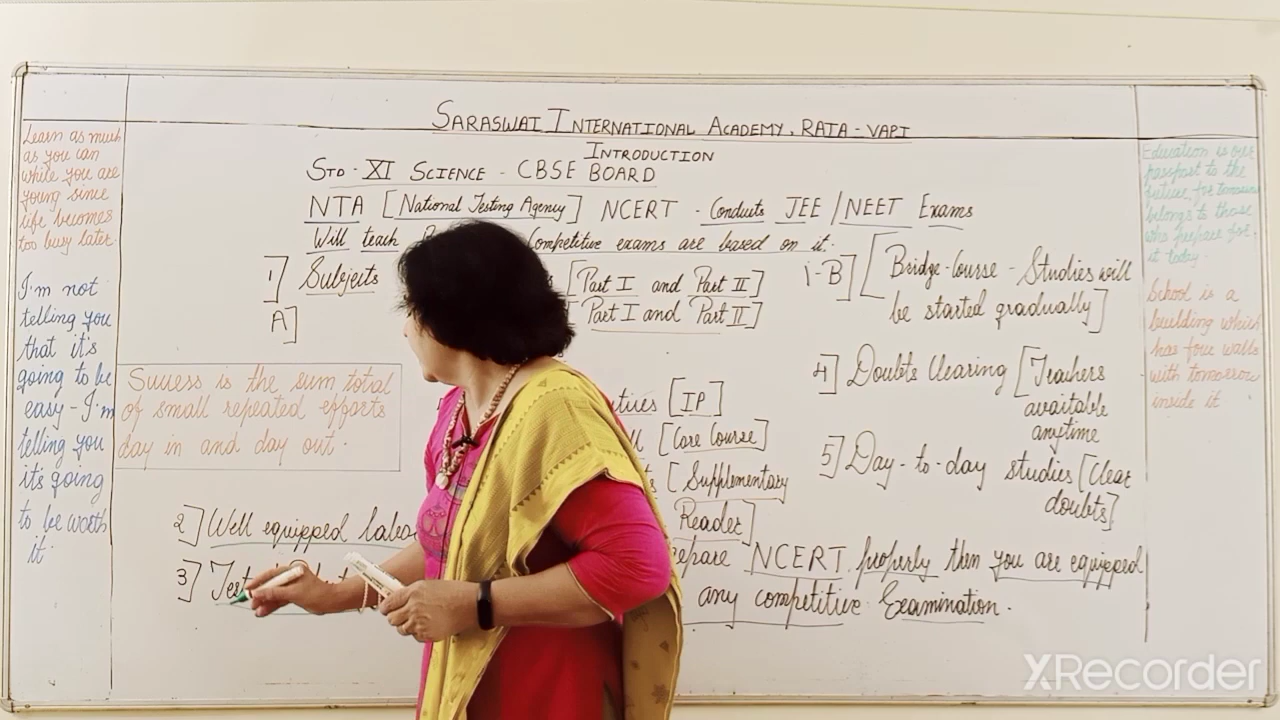 SARASWAT INTERNATIONAL ACADEMY, RATA - VAPI
INTRODUCTION
STD - XI SCIENCE - CBSE BOARD
NTA [National Testing Agency] NCERT - Conducts JEE / NEET Exams
Will teach Competitive exams are based on it.
1] Subjects [Part I and Part II]
A] Part I and Part II]
[IP]
[Core Course]
[Supplementary
Reader]
2] Well equipped
3]
prepare NCERT properly then you are equipped
any competitive Examination.
1-B] [Bridge-Course - Studies will
be started gradually]
4] Doubts Clearing [Teachers
available
anytime
5] Day-to-day studies [Clear
doubts]
Learn as much
as you can
while you are
young since
life becomes
too busy later.
I'm not
telling you
that it's
going to be
easy - I'm
telling you
it's going
to be worth
it.
Success is the sum total
of small repeated efforts
day in and day out.
Education is our
passport to the
future, for tomorrow
belongs to those
who prepare for
it today.
School is a
building which
has four walls
with tomorrow
inside it
XRecorder